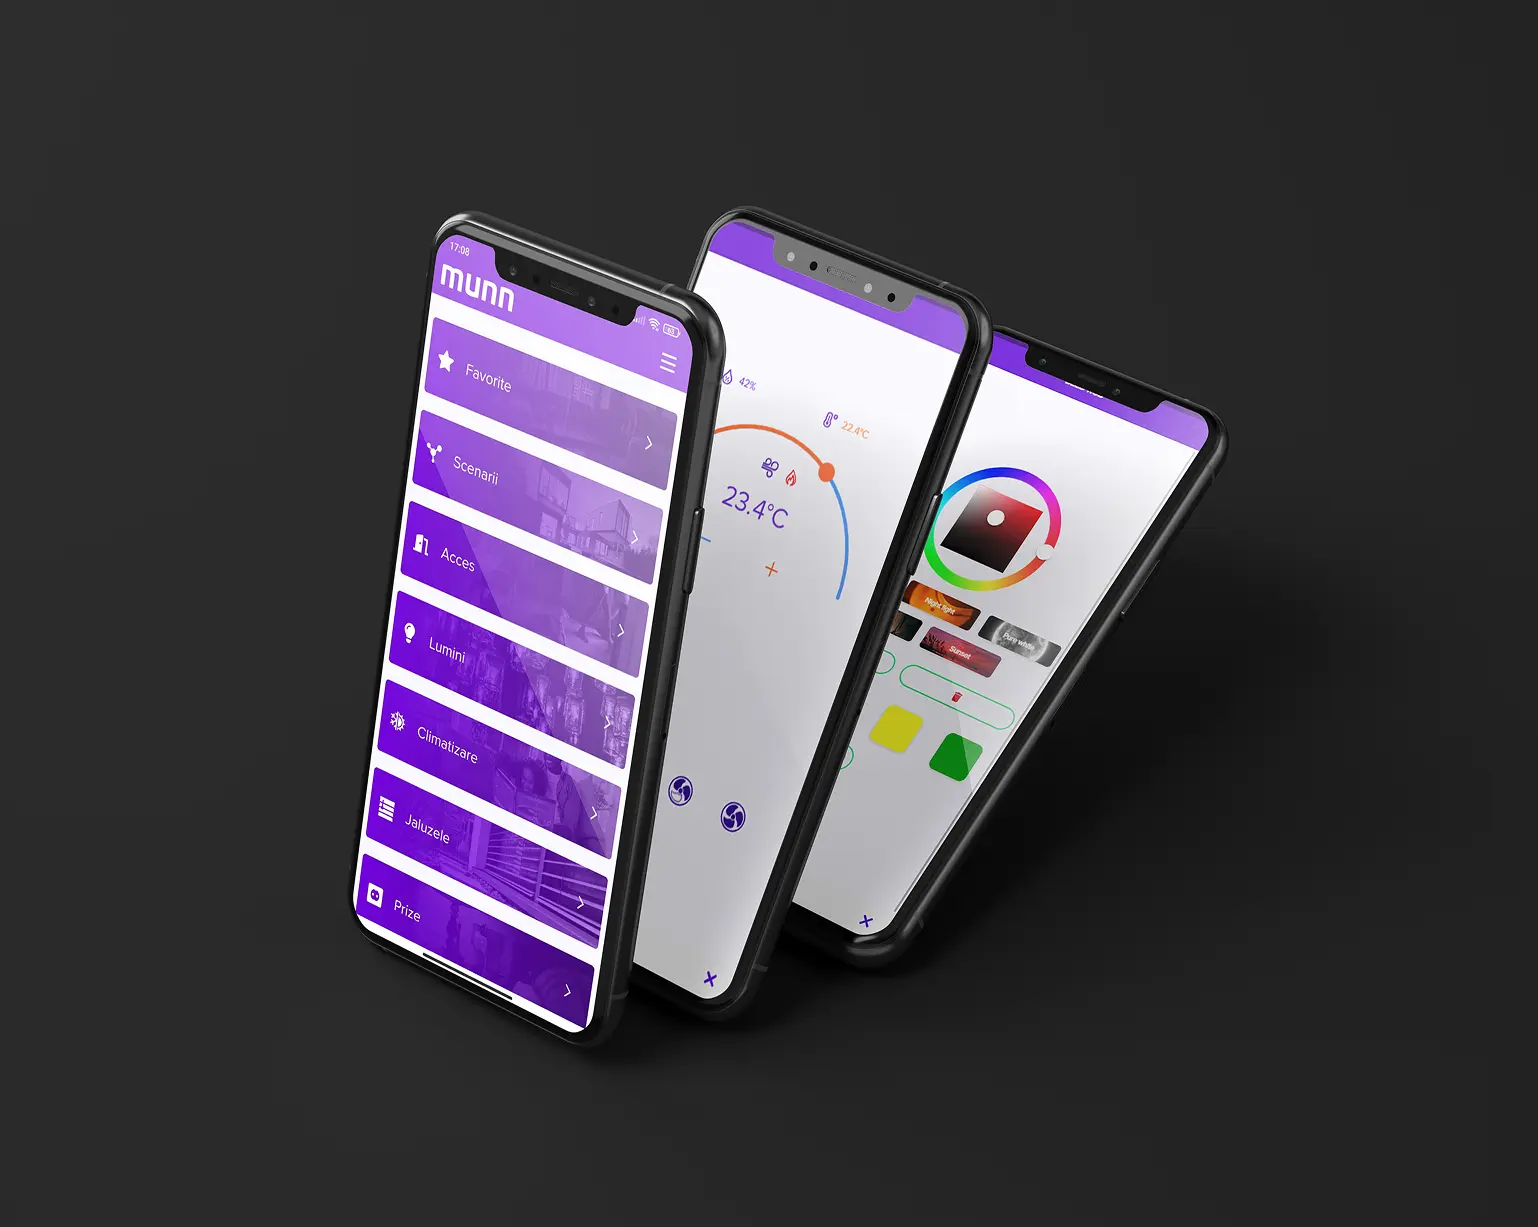 17:08
munn
63
Favorite
Scenarii
Acces
Lumini
Climatizare
Jaluzele
Prize
42%
22.4°C
23.4°C
Night light
Pure white
Sunset